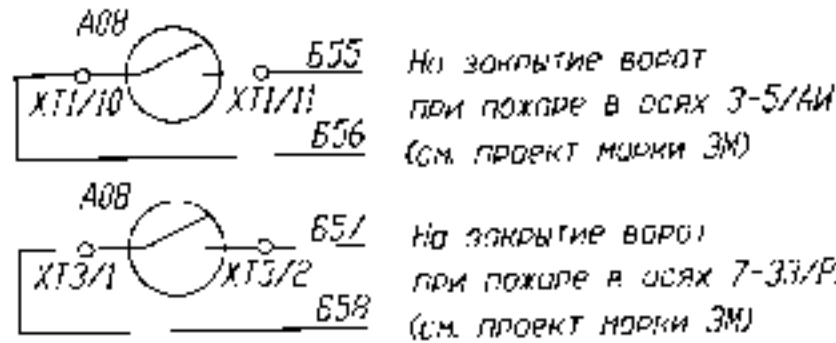 А08
Б55
ХТ1/10
ХТ1/11
Б56
На закрытие ворот
при пожаре в осях 3-5/АИ
(см. проект марки ЭМ)
А08
Б57
ХТ3/1
ХТ3/2
Б58
На закрытие ворот
при пожаре в осях 7-33/Р
(см. проект марки ЭМ)